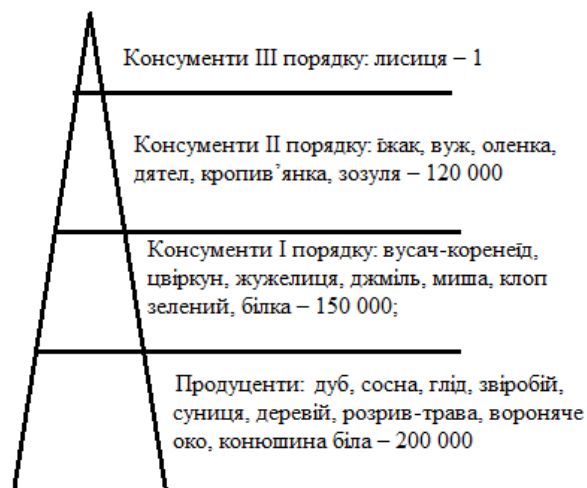 Консументи ІІІ порядку: лисиця – 1
Консументи ІІ порядку: їжак, вуж, оленка,
дятел, кропив’янка, зозуля – 120 000
Консументи І порядку: вусач-коренеїд,
цвіркун, жужелиця, джміль, миша, клоп
зелений, білка – 150 000;
Продуценти: дуб, сосна, глід, звіробій,
суниця, деревій, розрив-трава, вороняче
око, конюшина біла – 200 000